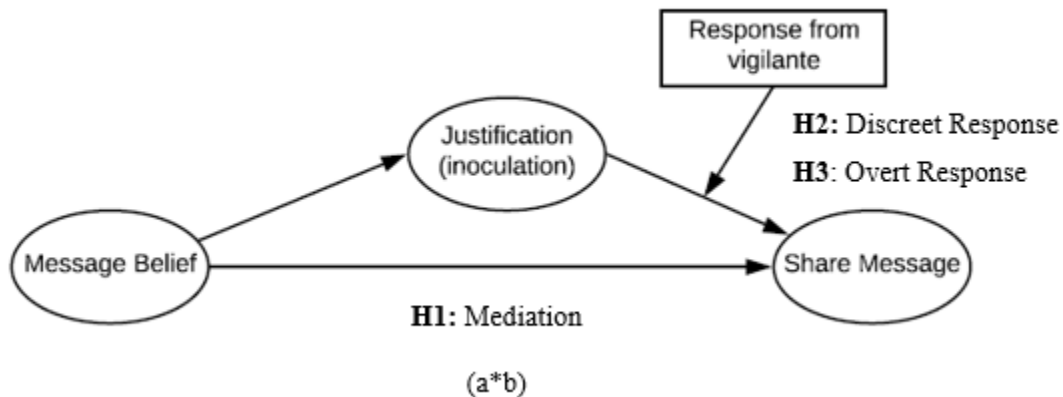 Response from
vigilante
H2: Discreet Response
Justification
(inoculation)
H3: Overt Response
Message Belief
Share Message
H1: Mediation
(a*b)